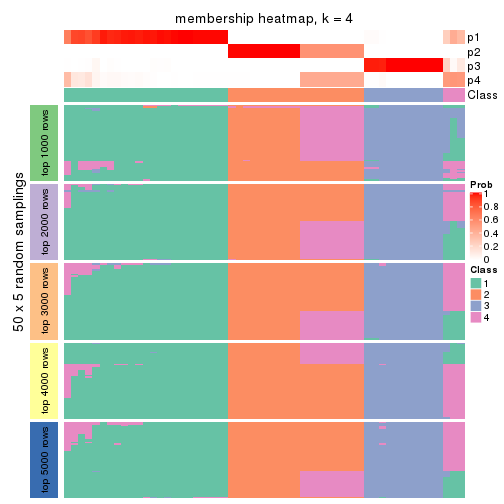 membership heatmap, k = 4
p1
p2
p3
p4
Class
50 x 5 random samplings
top 1000 rows
top 2000 rows
top 3000 rows
top 4000 rows
top 5000 rows
Prob
1
0.8
0.6
0.4
0.2
0
Class
1
2
3
4